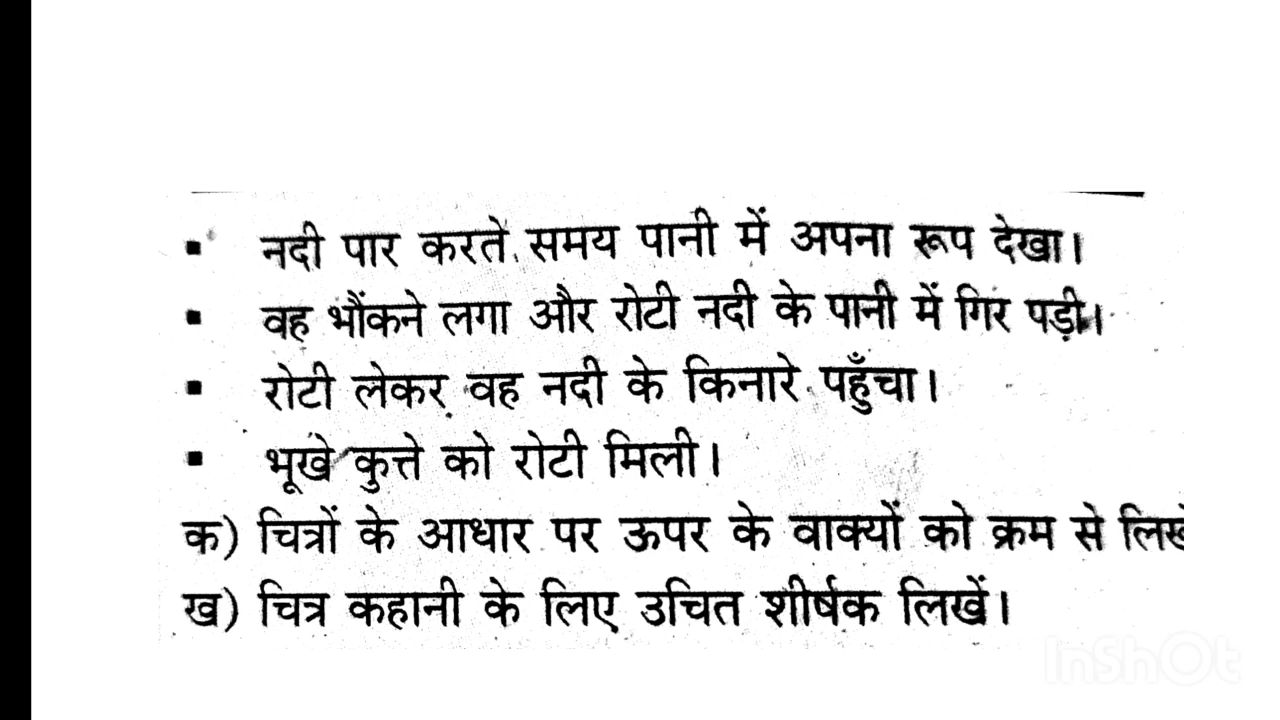 ▪ नदी पार करते समय पानी में अपना रूप देखा।
▪ वह भौंकने लगा और रोटी नदी के पानी में गिर पड़ी।
▪ रोटी लेकर वह नदी के किनारे पहुँचा।
▪ भूखे कुत्ते को रोटी मिली।
क) चित्रों के आधार पर ऊपर के वाक्यों को क्रम से लिखें
ख) चित्र कहानी के लिए उचित शीर्षक लिखें।
InShOt